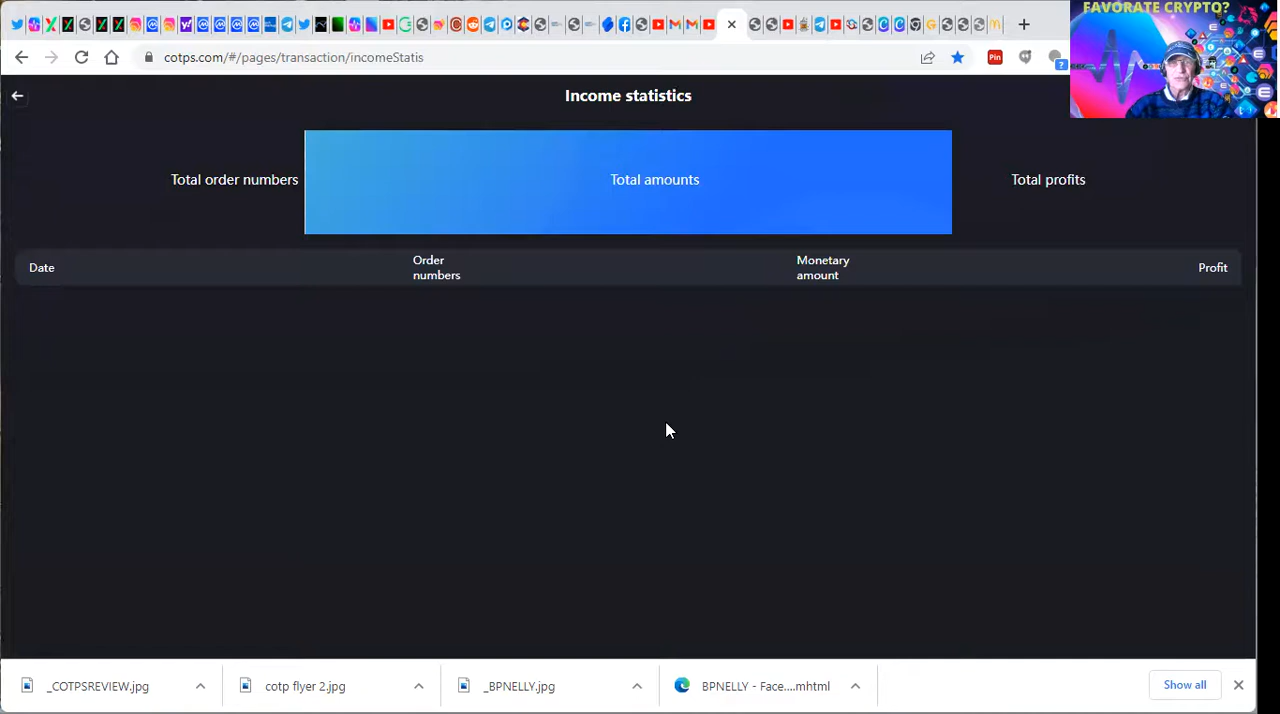 FAVORATE CRYPTO?
cotps.com/#/pages/transaction/incomeStatis
Pin
?
Income statistics
Total order numbers
Total amounts
Total profits
Date
Order
numbers
Monetary
amount
Profit
_COTPSREVIEW.jpg
cotp flyer 2.jpg
_BPNELLY.jpg
BPNELLY - Face....mhtml
Show all